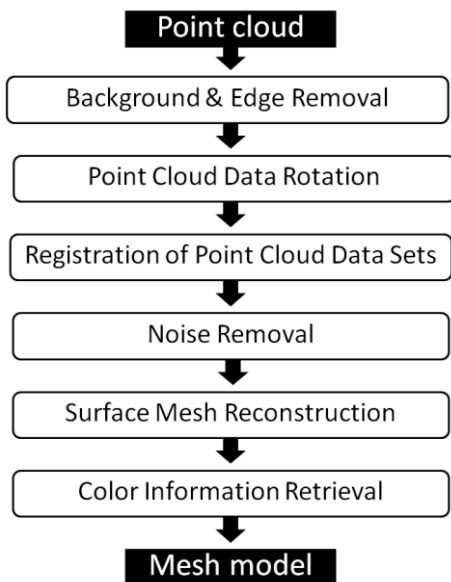 Point cloud
Background & Edge Removal
Point Cloud Data Rotation
Registration of Point Cloud Data Sets
Noise Removal
Surface Mesh Reconstruction
Color Information Retrieval
Mesh model